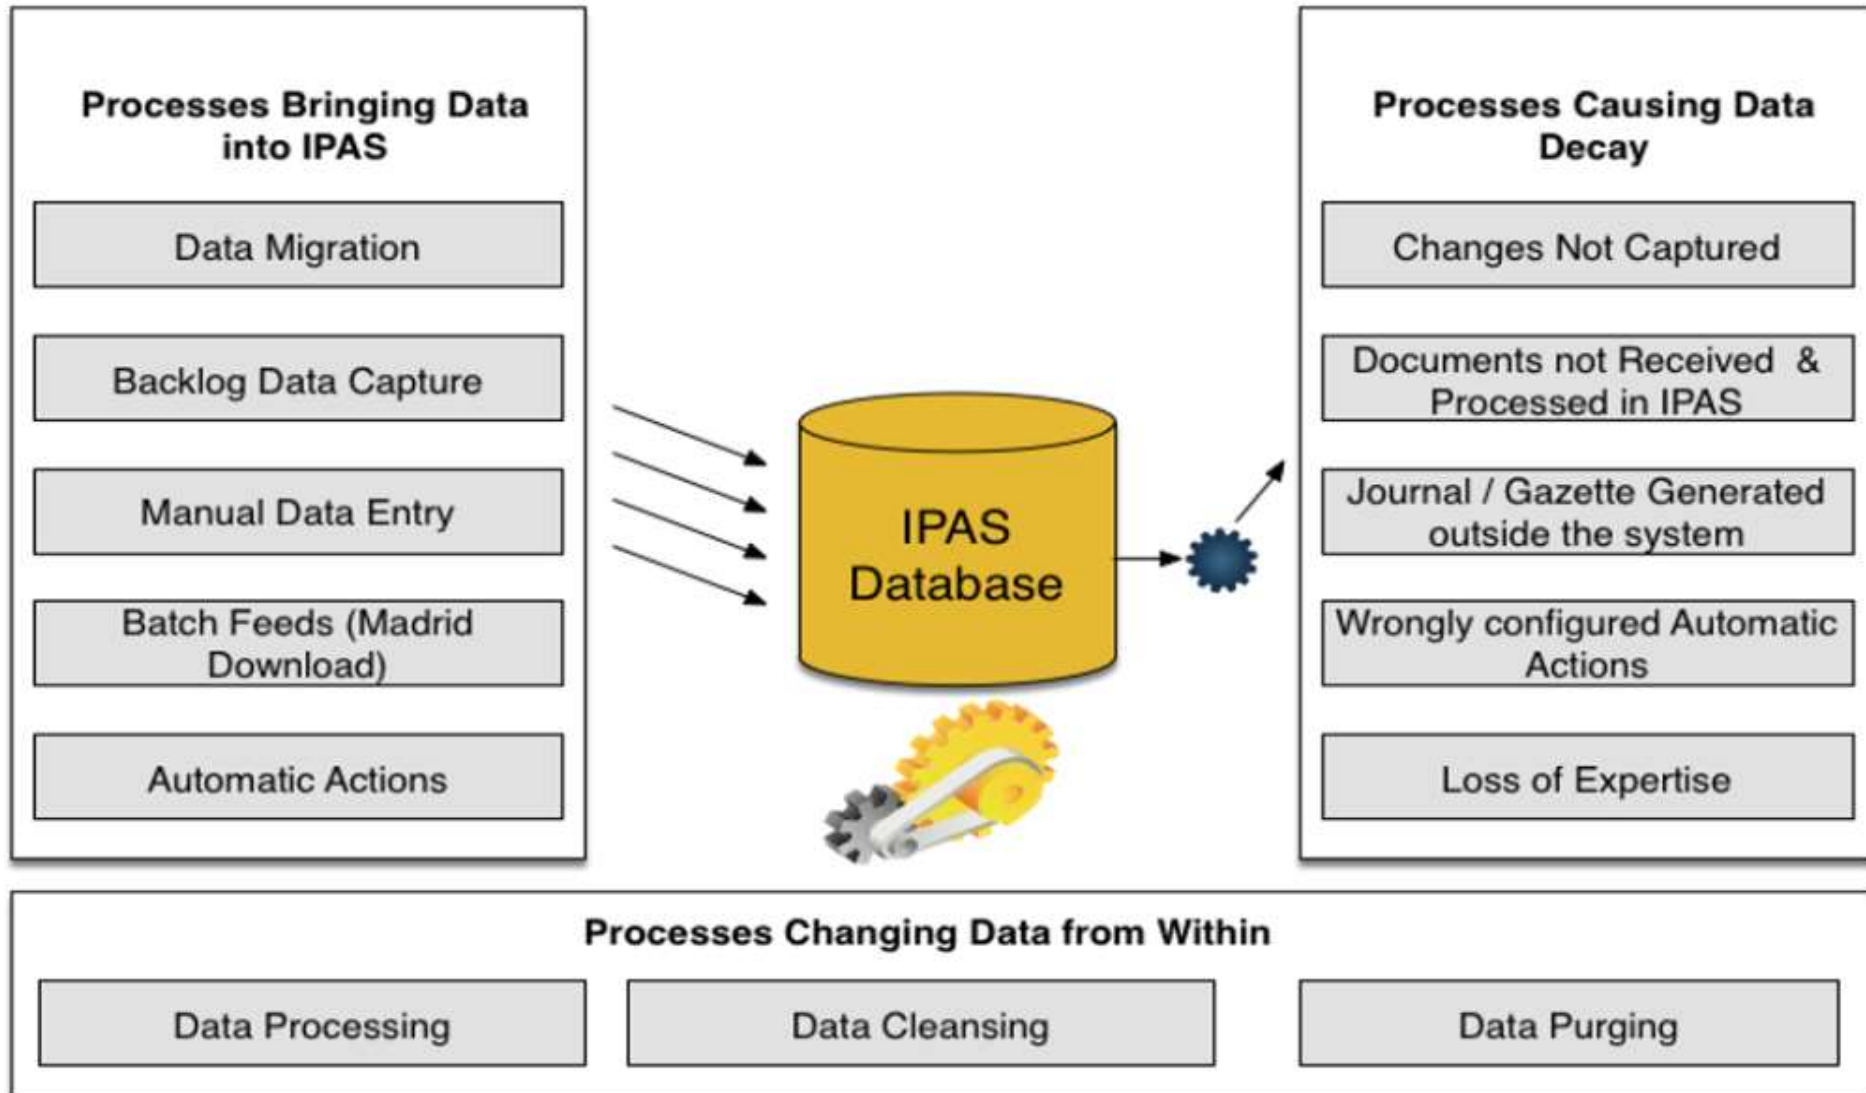 Processes Bringing Data
into IPAS
Data Migration
Backlog Data Capture
Manual Data Entry
Batch Feeds (Madrid
Download)
Automatic Actions
IPAS
Database
Processes Causing Data
Decay
Changes Not Captured
Documents not Received &
Processed in IPAS
Journal / Gazette Generated
outside the system
Wrongly configured Automatic
Actions
Loss of Expertise
Processes Changing Data from Within
Data Processing
Data Cleansing
Data Purging